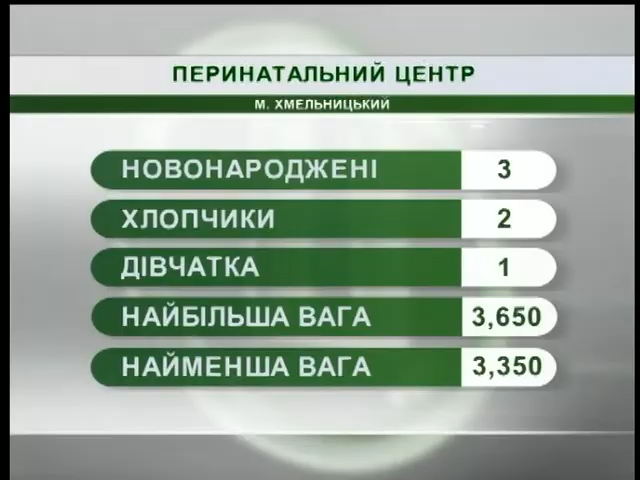 ПЕРИНАТАЛЬНИЙ ЦЕНТР
М. ХМЕЛЬНИЦЬКИЙ
НОВОНАРОДЖЕНІ 3
ХЛОПЧИКИ 2
ДІВЧАТКА 1
НАЙБІЛЬША ВАГА 3,650
НАЙМЕНША ВАГА 3,350